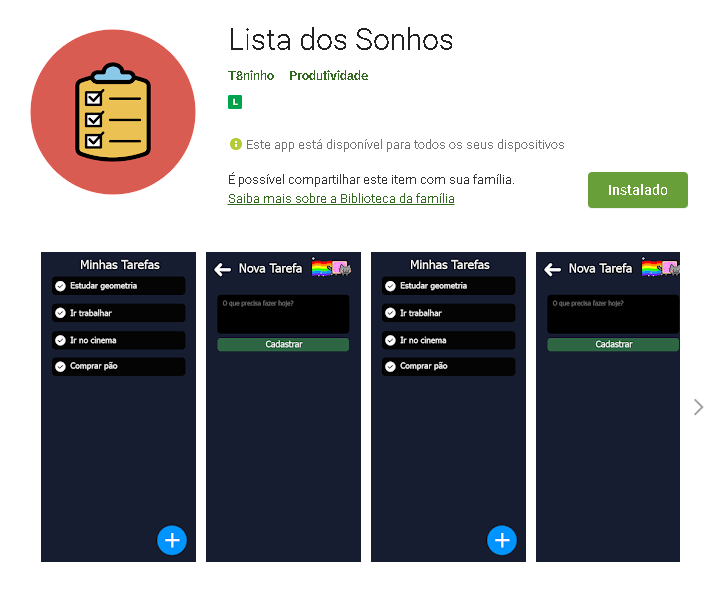 Lista dos Sonhos
T8ninho Produtividade
L
Este app está disponível para todos os seus dispositivos
É possível compartilhar este item com sua família.
Saiba mais sobre a Biblioteca da família
Instalado
Minhas Tarefas
Estudar geometria
Ir trabalhar
Ir no cinema
Comprar pão
Nova Tarefa
O que precisa fazer hoje?
Cadastrar
Minhas Tarefas
Estudar geometria
Ir trabalhar
Ir no cinema
Comprar pão
Nova Tarefa
O que precisa fazer hoje?
Cadastrar